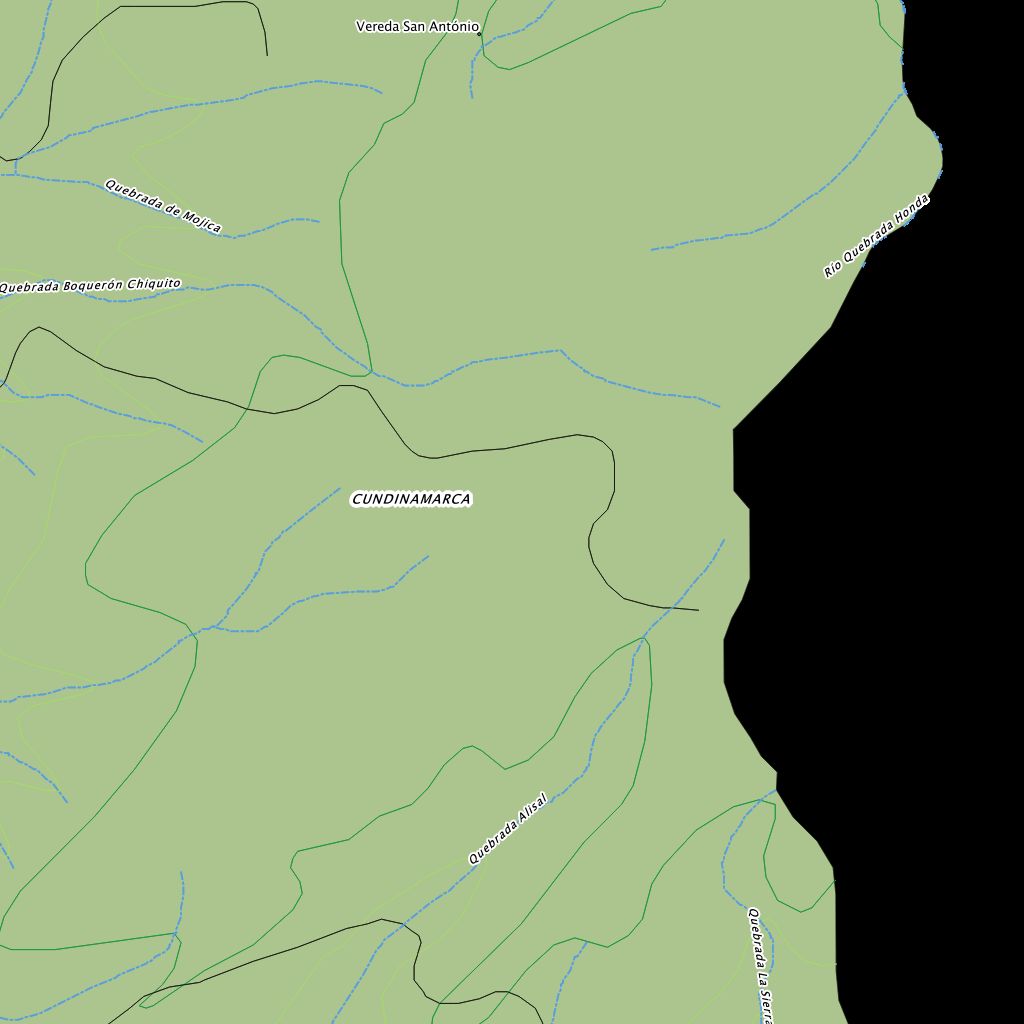 Vereda San António
Quebrada de Mojica
Río Quebrada Honda
Quebrada Boquerón Chiquito
CUNDINAMARCA
Quebrada Alisal
Quebrada La Sierra